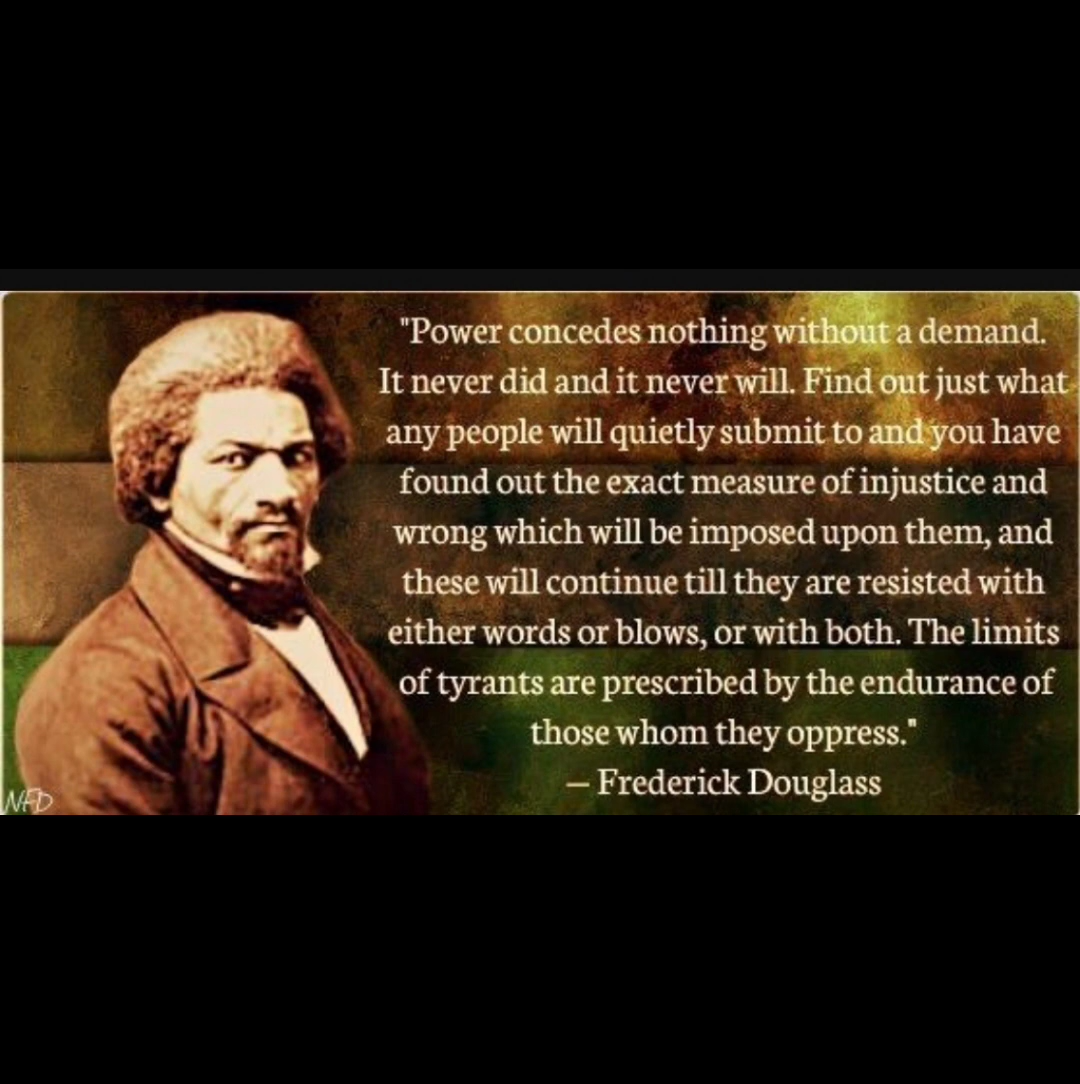 "Power concedes nothing without a demand.
It never did and it never will. Find out just what
any people will quietly submit to and you have
found out the exact measure of injustice and
wrong which will be imposed upon them, and
these will continue till they are resisted with
either words or blows, or with both. The limits
of tyrants are prescribed by the endurance of
those whom they oppress."
— Frederick Douglass
NFD